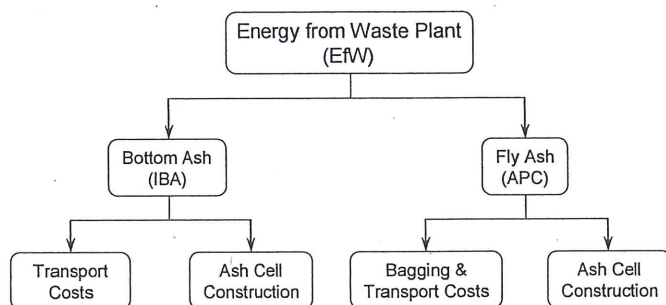 Energy from Waste Plant
(EfW)
Bottom Ash
(IBA)
Fly Ash
(APC)
Transport
Costs
Ash Cell
Construction
Bagging &
Transport Costs
Ash Cell
Construction